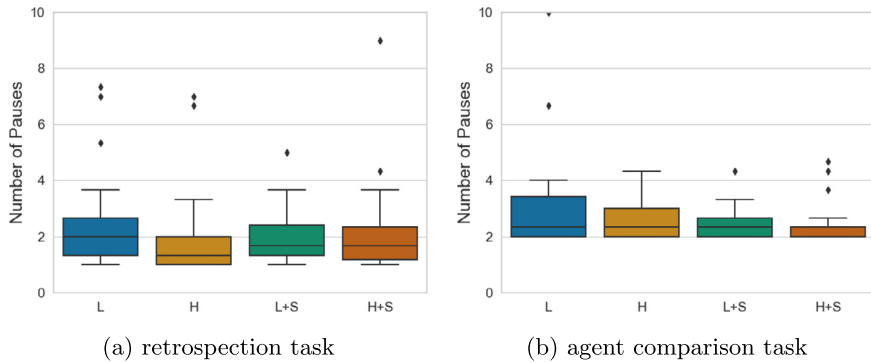 10
8
6
4
2
0
Number of Pauses
L H L+S H+S
(a) retrospection task
10
8
6
4
2
0
Number of Pauses
L H L+S H+S
(b) agent comparison task